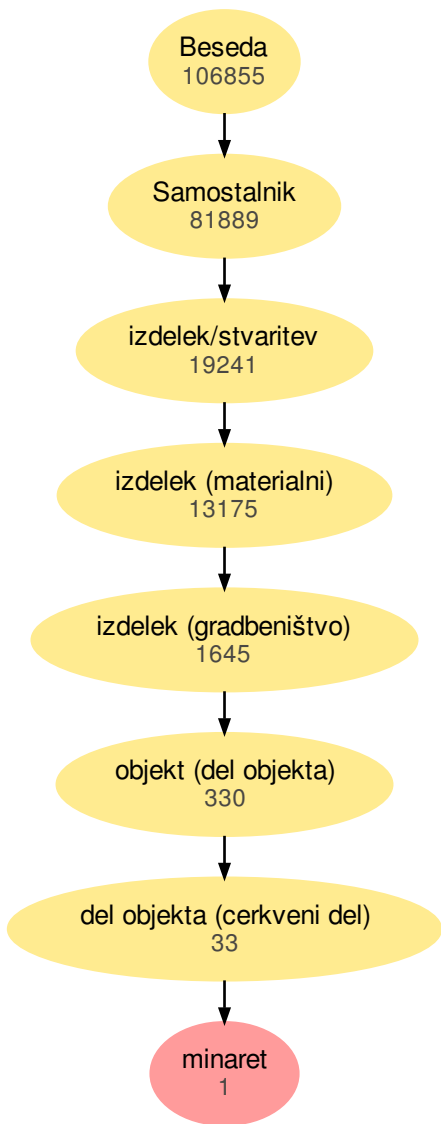 Beseda
106855
Samostalnik
81889
izdelek/stvaritev
19241
izdelek (materialni)
13175
izdelek (gradbeništvo)
1645
objekt (del objekta)
330
del objekta (cerkveni del)
33
minaret
1